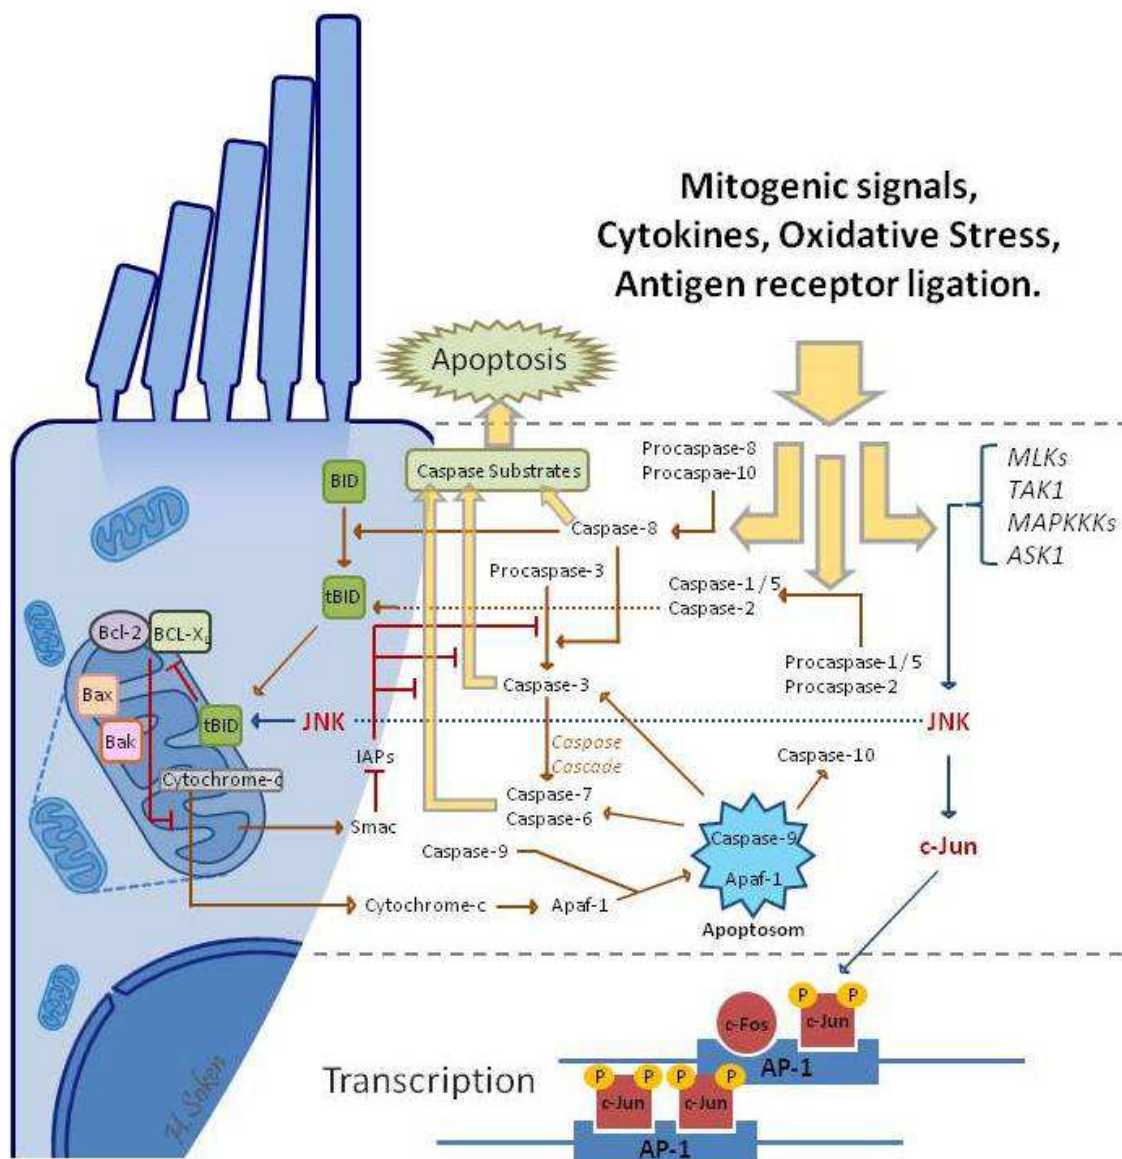 Mitogenic signals,
Cytokines, Oxidative Stress,
Antigen receptor ligation.
Apoptosis
Caspase Substrates
Procaspase-8
Procaspae-10
MLKs
TAK1
MAPKKKs
ASK1
BID
Caspase-8
Procaspase-3
Caspase-1/5
Caspase-2
tBID
Bcl-2
BCL-XL
Procaspase-1/5
Procaspase-2
Caspase-3
Bax
tBID
JNK
JNK
Bak
IAPs
Caspase
Cascade
Caspase-10
Cytochrome-c
Caspase-7
Caspase-6
Smac
Caspase-9
Caspase-9
c-Jun
Apaf-1
Cytochrome-c
Apaf-1
Apoptosom
P
P
c-Fos
c-Jun
AP-1
Transcription
P
P
P
P
c-Jun
c-Jun
AP-1
H. Soken